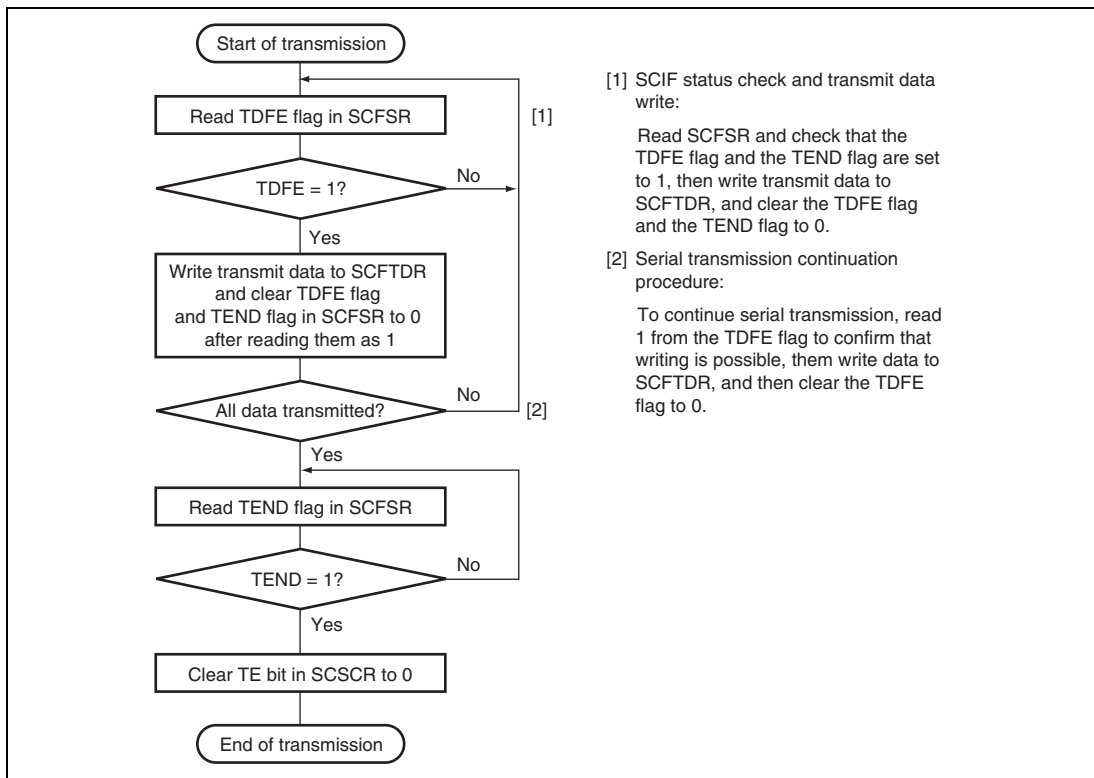 Start of transmission
Read TDFE flag in SCFSR
[1]
TDFE = 1?
No
Yes
Write transmit data to SCFTDR
and clear TDFE flag
and TEND flag in SCFSR to 0
after reading them as 1
All data transmitted?
No
[2]
Yes
Read TEND flag in SCFSR
TEND = 1?
No
Yes
Clear TE bit in SCSCR to 0
End of transmission
[1] SCIF status check and transmit data
write:
Read SCFSR and check that the
TDFE flag and the TEND flag are set
to 1, then write transmit data to
SCFTDR, and clear the TDFE flag
and the TEND flag to 0.
[2] Serial transmission continuation
procedure:
To continue serial transmission, read
1 from the TDFE flag to confirm that
writing is possible, them write data to
SCFTDR, and then clear the TDFE
flag to 0.